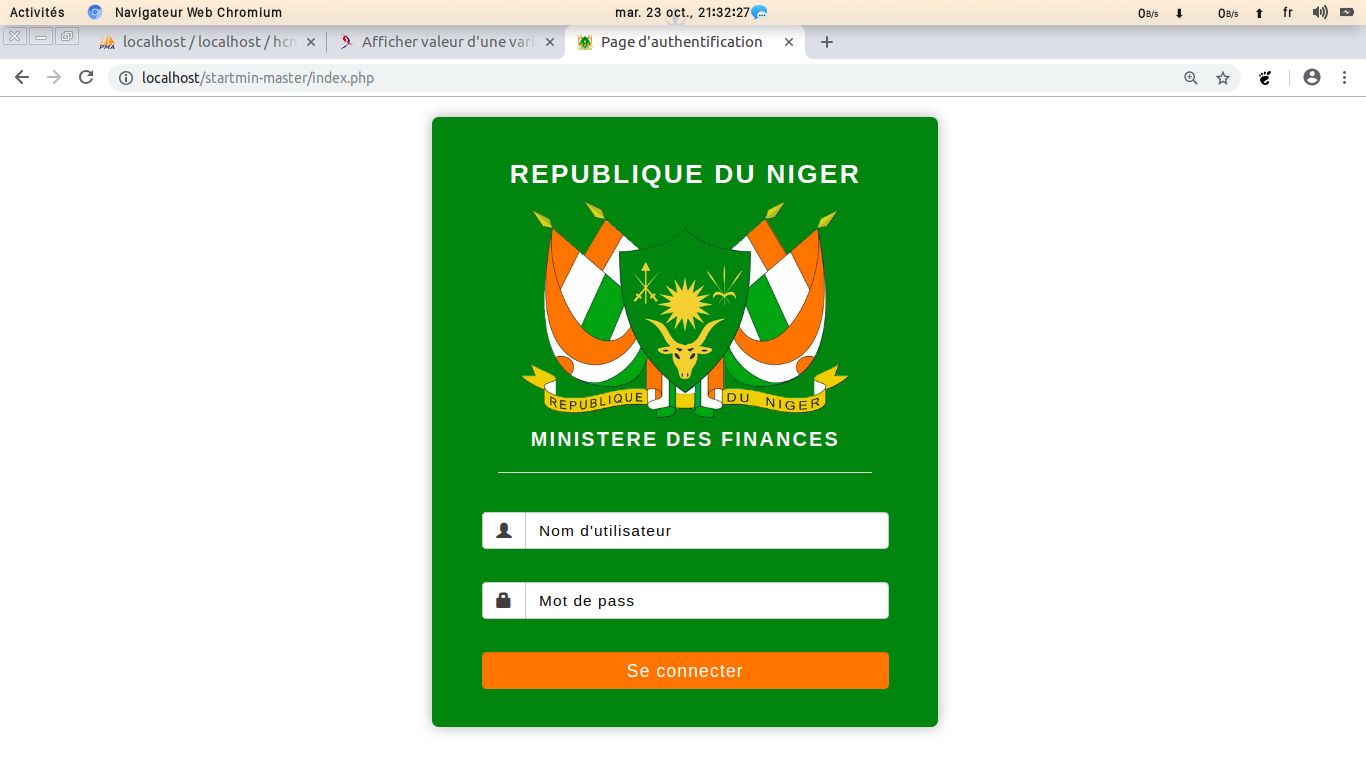 Activités Navigateur Web Chromium mar. 23 oct., 21:32:27 0B/s 0B/s fr
localhost / localhost / hcn Afficher valeur d'une vari Page d'authentification
localhost/startmin-master/index.php
REPUBLIQUE DU NIGER
REPUBLIQUE DU NIGER
MINISTERE DES FINANCES
Nom d'utilisateur
Mot de pass
Se connecter